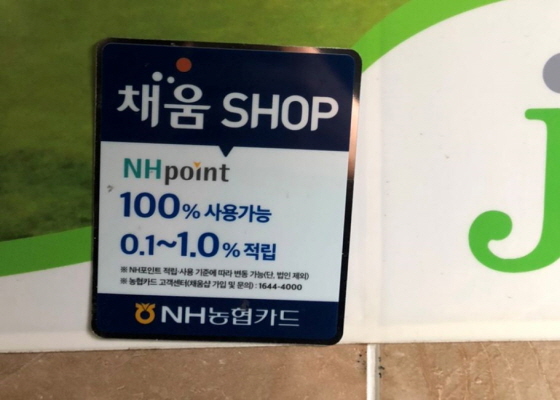 채움 SHOP
NHpoint
100% 사용가능
0.1~1.0% 적립
※ NH포인트 적립·사용 기준에 따라 변동 가능(단, 법인 제외)
※ 농협카드 고객센터(채움샵 가입 및 문의) : 1644-4000
NH농협카드
j